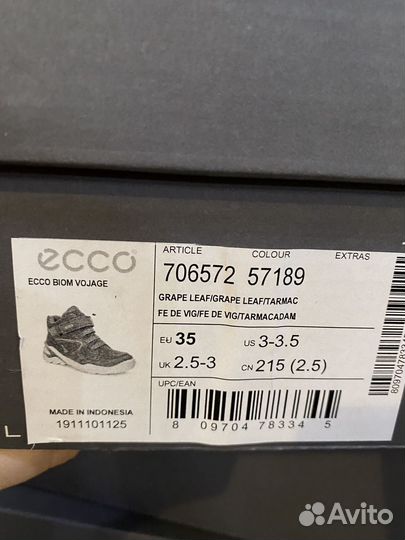 ecco
ECCO BIOM VOJAGE
MADE IN INDONESIA
1911101125
ARTICLE COLOUR EXTRAS
706572 57189
GRAPE LEAF/GRAPE LEAF/TARMAC
FE DE VIG/FE DE VIG/TARMACADAM
EU 35 US 3-3.5
UK 2.5-3 CN 215 (2.5)
UPC/EAN
8 09704 78334 5
L
Avito